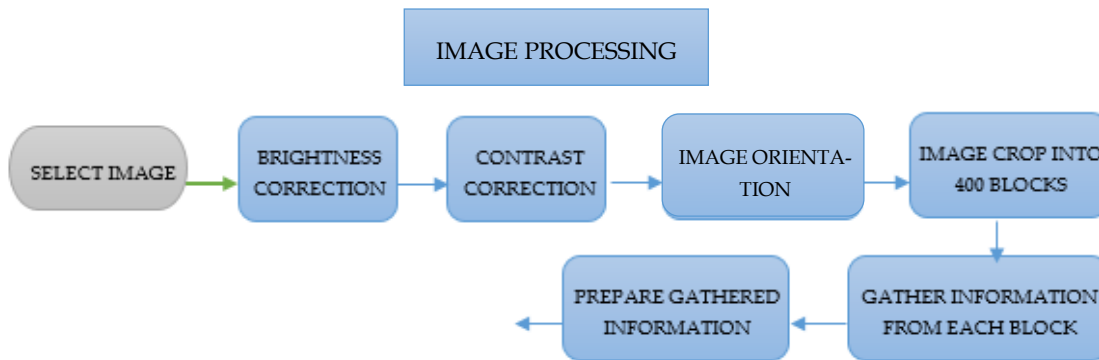 IMAGE PROCESSING
SELECT IMAGE
BRIGHTNESS
CORRECTION
CONTRAST
CORRECTION
IMAGE ORIENTA-
TION
IMAGE CROP INTO
400 BLOCKS
GATHER INFORMATION
FROM EACH BLOCK
PREPARE GATHERED
INFORMATION